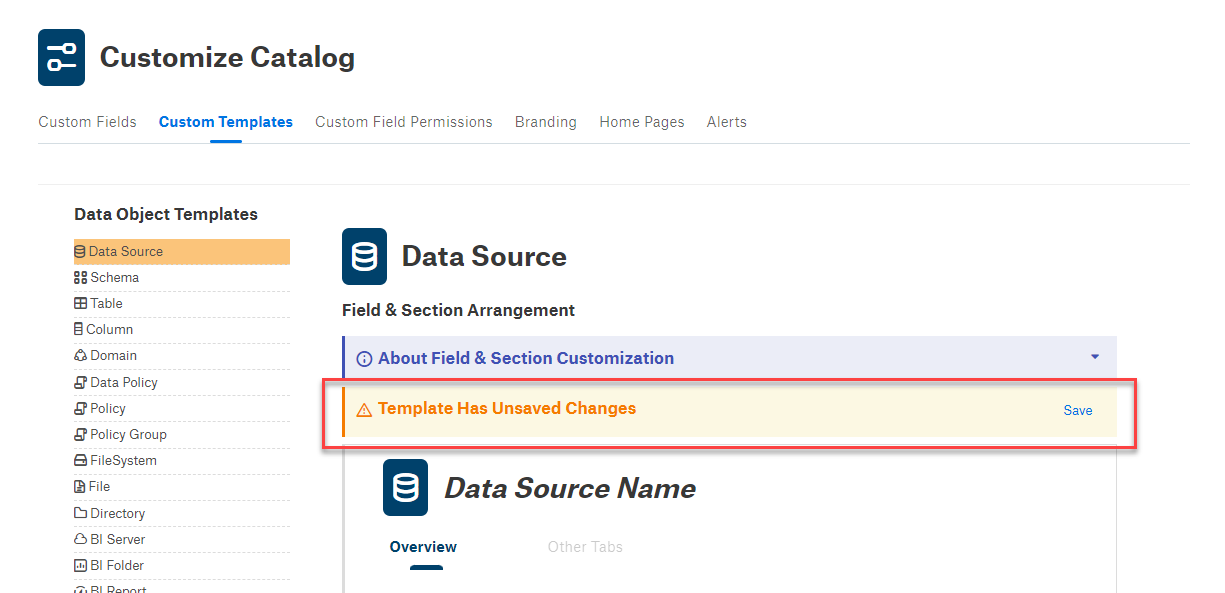 Customize Catalog
Custom Fields Custom Templates Custom Field Permissions Branding Home Pages Alerts
Data Object Templates
Data Source
Schema
Table
Column
Domain
Data Policy
Policy
Policy Group
FileSystem
File
Directory
BI Server
BI Folder
BI Report
Data Source
Field & Section Arrangement
About Field & Section Customization
Template Has Unsaved Changes Save
Data Source Name
Overview Other Tabs